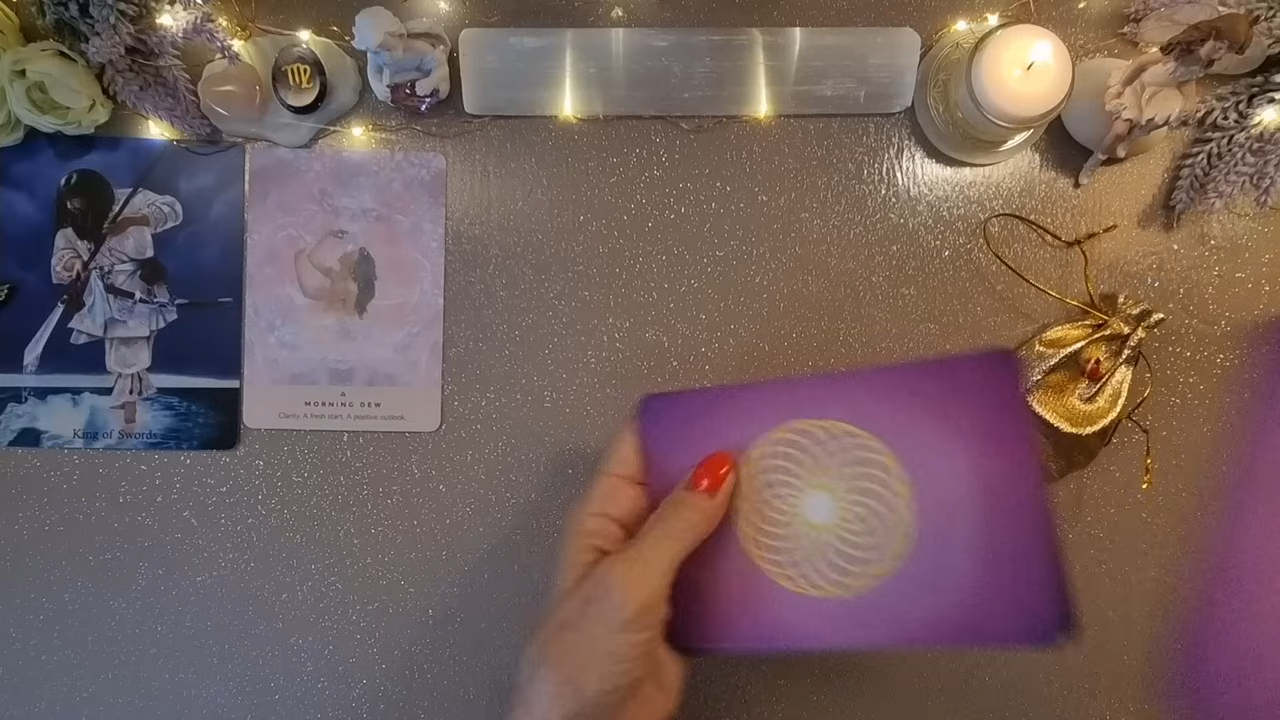 King of Swords
MORNING DEW
Clarity. A fresh start. A positive outlook.